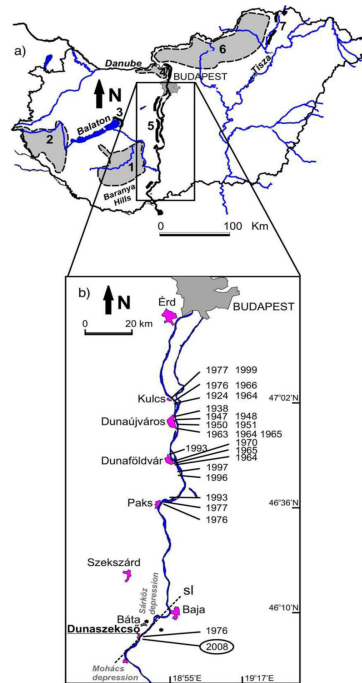 a)
Danube
4
BUDAPEST
6
7
Tisza
N
Balaton
3
2
5
1
Baranya
Hills
0 100 Km
b)
N
Érd
BUDAPEST
0 20 km
1977 1999
1976 1966
Kulcs
1924 1964
47°02'
1938
Dunaújváros
1947 1948
1950 1951
1963 1964 1965
1993
1970
1965
Dunaföldvár
1964
1997
1996
1993
46°36'
Paks
1977
1976
Szekszárd
Sárköz
depression
sl
46°10'
Báta
Baja
Dunaszekcső
1976
2008
Mohács
depression
18°55'E
19°17'E